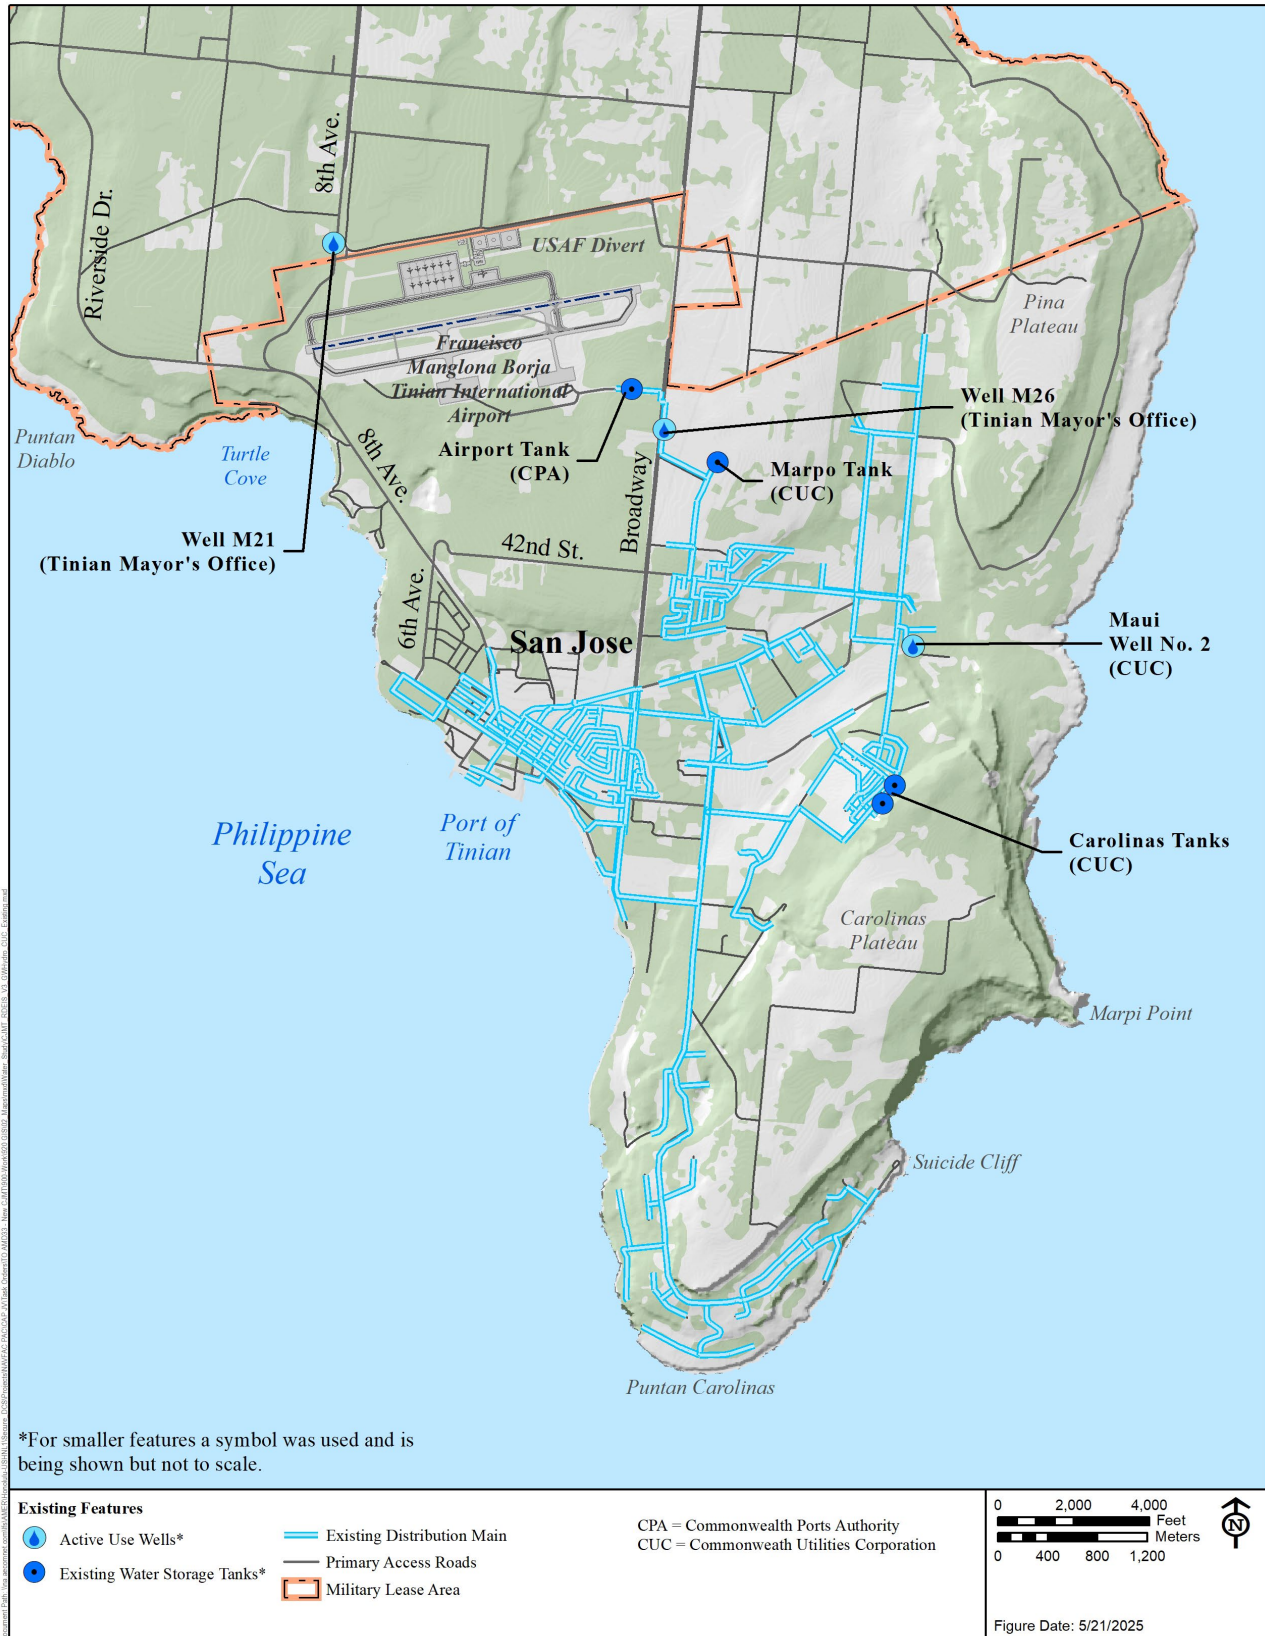 8th Ave.
Riverside Dr.
USAF Divert
Pina
Plateau
Francisco
Manglona Borja
Tinian International
Airport
Well M26
(Tinian Mayor's Office)
Puntan
Diablo
Turtle
Cove
8th Ave.
Airport Tank
(CPA)
Broadway
Marpo Tank
(CUC)
Well M21
(Tinian Mayor's Office)
42nd St.
6th Ave.
San Jose
Maui
Well No. 2
(CUC)
Philippine
Sea
Port of
Tinian
Carolinas Tanks
(CUC)
Carolinas
Plateau
Marpi Point
Suicide Cliff
Puntan Carolinas
*For smaller features a symbol was used and is
being shown but not to scale.
Existing Features
Active Use Wells*
Existing Water Storage Tanks*
Existing Distribution Main
Primary Access Roads
Military Lease Area
CPA = Commonwealth Ports Authority
CUC = Commonweath Utilities Corporation
0 2,000 4,000
Feet
Meters
0 400 800 1,200
N
Figure Date: 5/21/2025